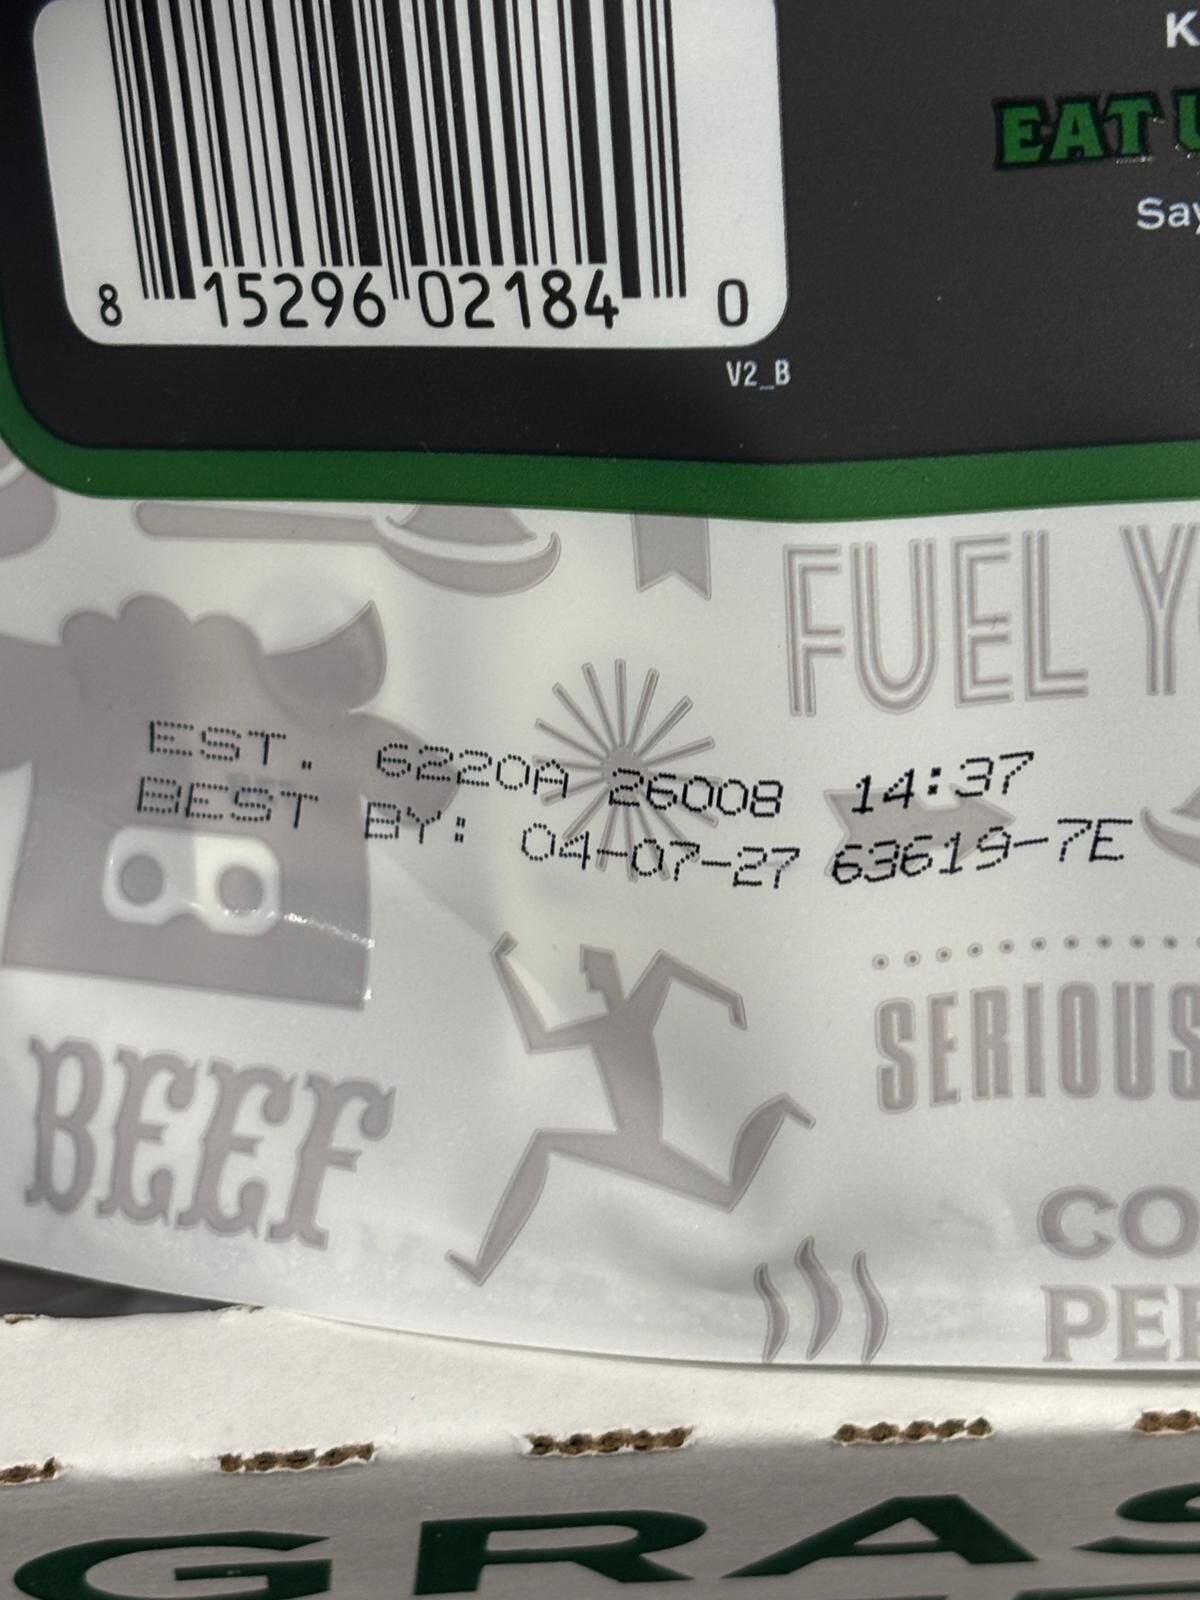 K
EAT
Say
8 15296 02184 0
V2_B
FUEL Y
EST. 6220A 26008 14:37
BEST BY: 04-07-27 63619-7E
SERIOUS
BEEF
CO
PE
GRAS